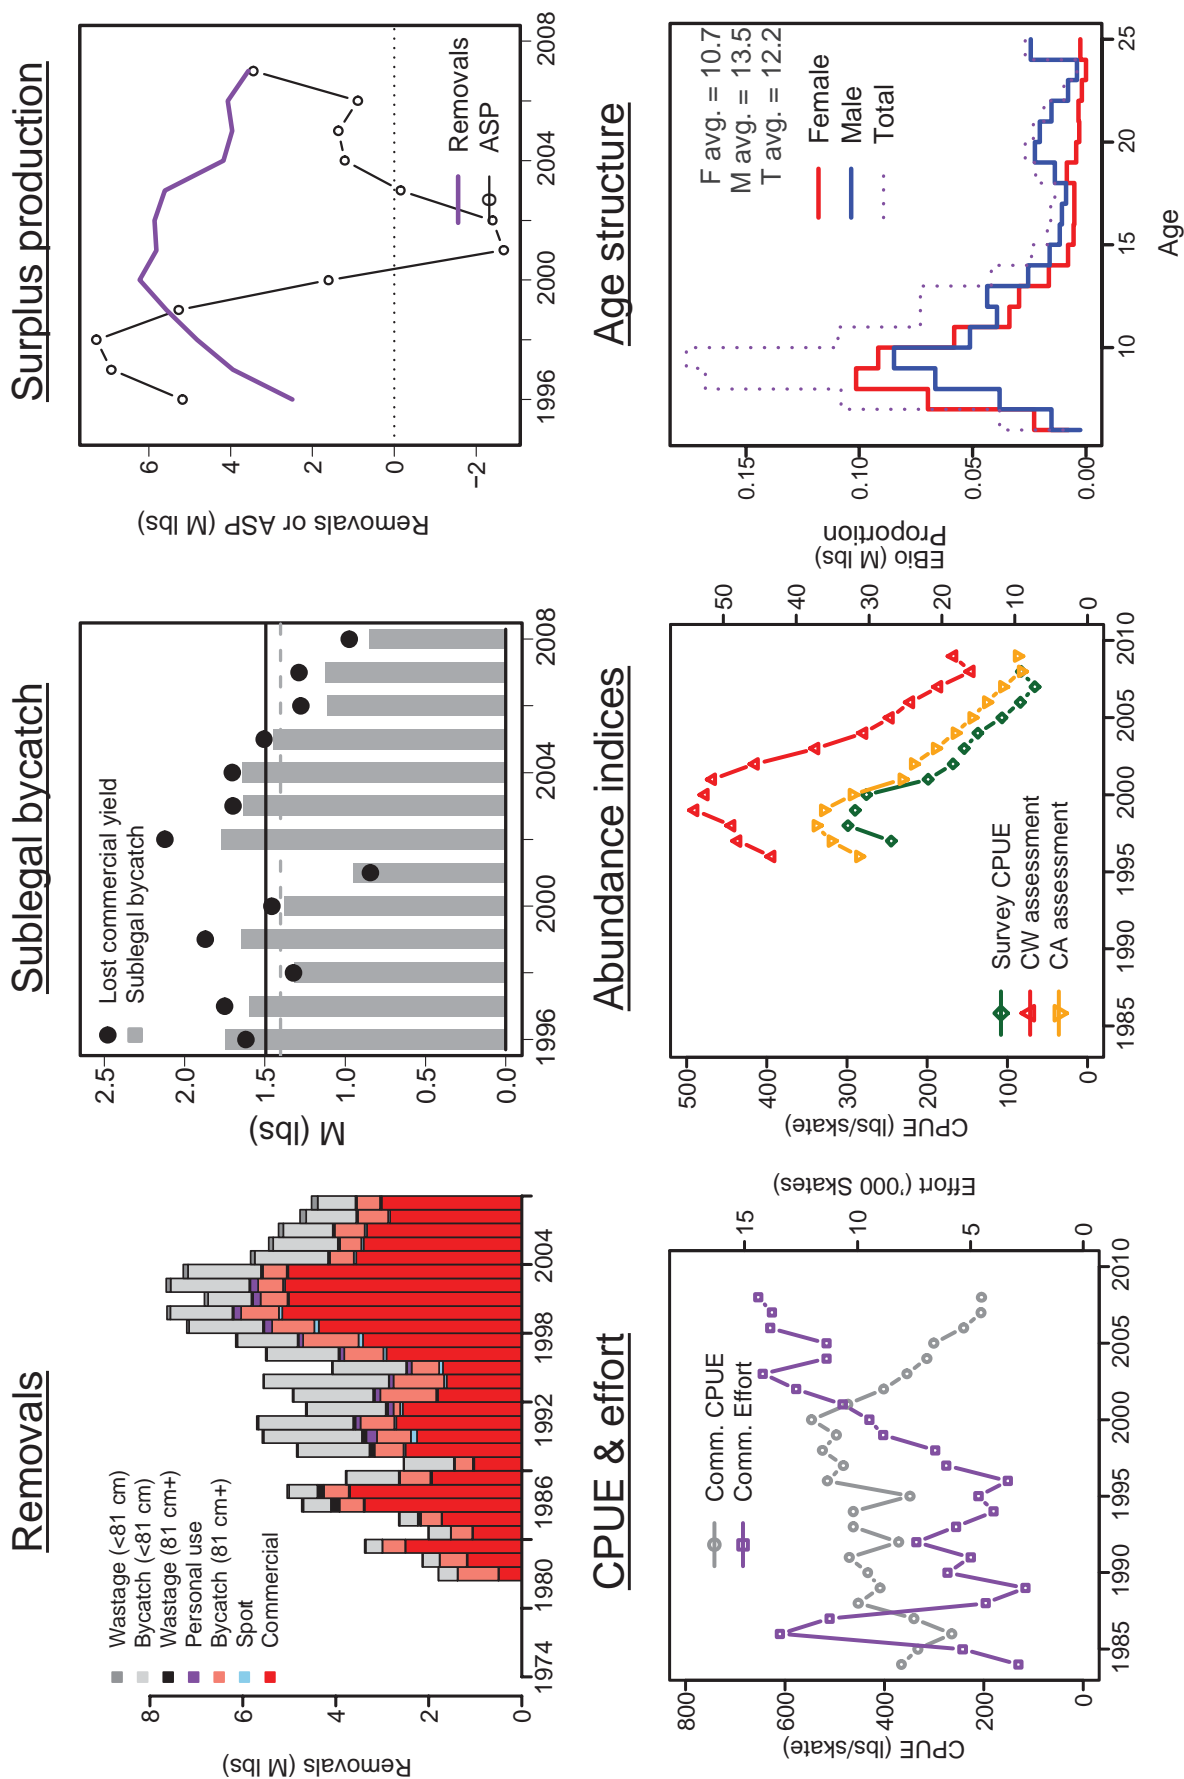 Removals
Wastage (<81 cm)
Bycatch (<81 cm)
Wastage (81 cm+)
Personal use
Bycatch (81 cm+)
Spot
Commercial
Removals (M lbs)
0 2 4 6 8
1974 1980 1986 1992 1998 2004
Sublegal bycatch
Lost commercial yield
Sublegal bycatch
M (lbs)
0.0 0.5 1.0 1.5 2.0 2.5
1996 2000 2004 2008
Surplus production
Removals
ASP
Removals or ASP (M lbs)
−2 0 2 4 6
1996 2000 2004 2008
CPUE & effort
Comm. CPUE
Comm. Effort
CPUE (lbs/skate)
0 200 400 600 800
1985 1990 1995 2000 2005 2010
0 5 10 15
Effort ('000 Skates)
Abundance indices
Survey CPUE
CW assessment
CA assessment
CPUE (lbs/skate)
0 100 200 300 400 500
1985 1990 1995 2000 2005 2010
0 10 20 30 40 50
EBio (M lbs)
Age structure
F avg. = 10.7
M avg. = 13.5
T avg. = 12.2
Female
Male
Total
Proportion
0.00 0.05 0.10 0.15
10 15 20 25
Age